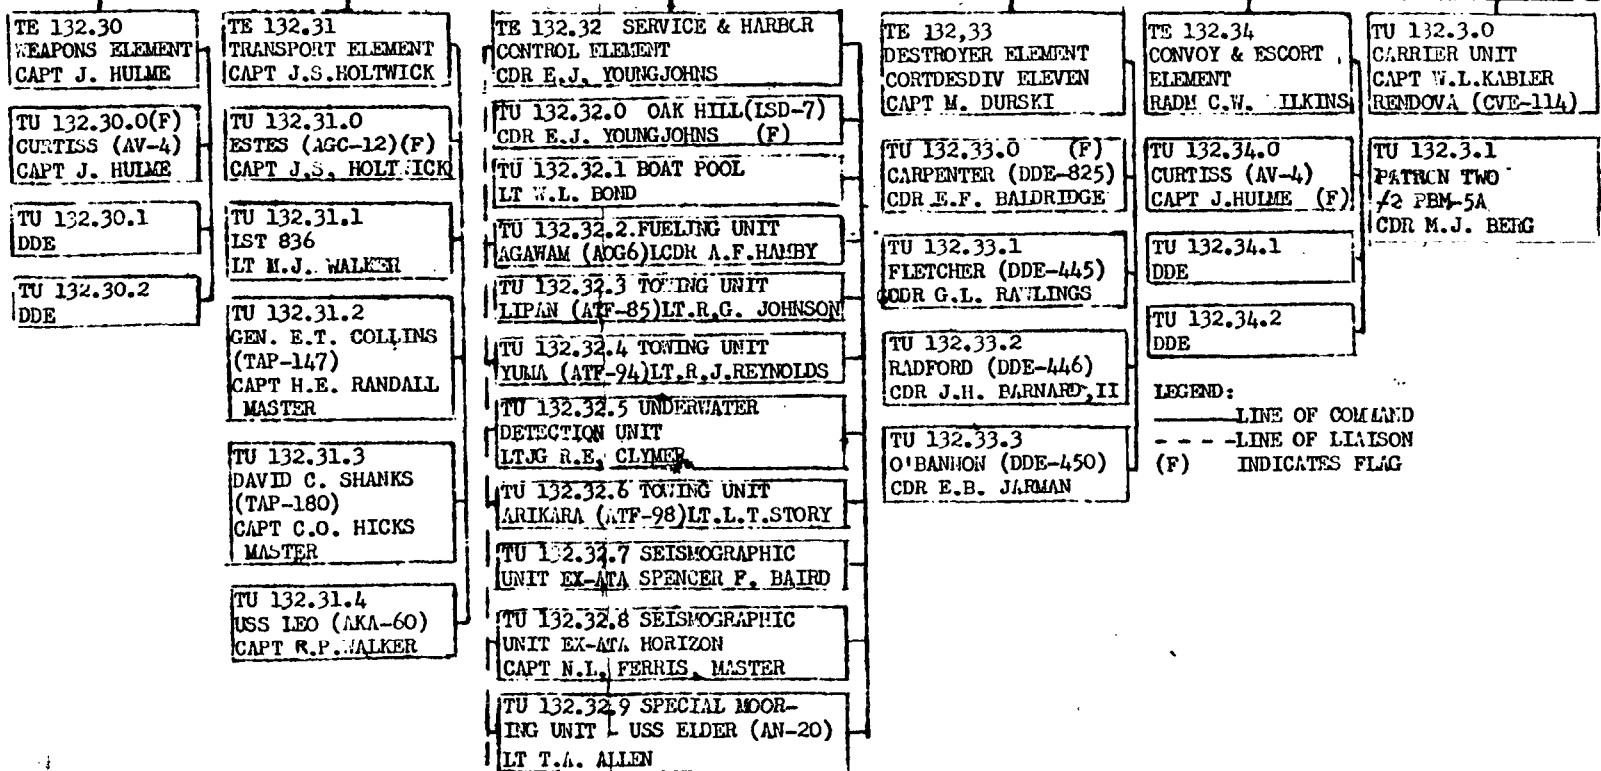 TE 132.30
WEAPONS ELEMENT
CAPT J. HULME
TU 132.30.0(F)
CURTISS (AV-4)
CAPT J. HULME
TU 132.30.1
DDE
TU 132.30.2
DDE
TE 132.31
TRANSPORT ELEMENT
CAPT J.S.HOLTWICK
TU 132.31.0
ESTES (AGC-12)(F)
CAPT J.S. HOLTWICK
TU 132.31.1
LST 836
LT M.J. WALKER
TU 132.31.2
GEN. E.T. COLLINS
(TAP-147)
CAPT H.E. RANDALL
MASTER
TU 132.31.3
DAVID C. SHANKS
(TAP-180)
CAPT C.O. HICKS
MASTER
TU 132.31.4
USS LEO (AKA-60)
CAPT R.P.WALKER
TE 132.32 SERVICE & HARBOR
CONTROL ELEMENT
CDR E.J. YOUNGJOHNS
TU 132.32.0 OAK HILL(LSD-7)
CDR E.J. YOUNGJOHNS (F)
TU 132.32.1 BOAT POOL
LT W.L. BOND
TU 132.32.2.FUELING UNIT
AGAWAM (AOG6)LCDR A.F.HAMBY
TU 132.32.3 TOWING UNIT
LIPAN (ATF-85)LT.R.G. JOHNSON
TU 132.32.4 TOWING UNIT
YUMA (ATF-94)LT.R.J.REYNOLDS
TU 132.32.5 UNDERWATER
DETECTION UNIT
LTJG R.E. CLYMER
TU 132.32.6 TOWING UNIT
ARIKARA (ATF-98)LT.L.T.STORY
TU 132.32.7 SEISMOGRAPHIC
UNIT EX-ATA SPENCER F. BAIRD
TU 132.32.8 SEISMOGRAPHIC
UNIT EX-ATA HORIZON
CAPT N.L. FERRIS, MASTER
TU 132.32.9 SPECIAL MOOR-
ING UNIT - USS ELDER (AN-20)
LT T.A. ALLEN
TE 132,33
DESTROYER ELEMENT
CORTDESDIV ELEVEN
CAPT M. DURSKI
TU 132.33.0 (F)
CARPENTER (DDE-825)
CDR E.F. BALDRIDGE
TU 132.33.1
FLETCHER (DDE-445)
CDR G.L. RAWLINGS
TU 132.33.2
RADFORD (DDE-446)
CDR J.H. BARNARD,II
TU 132.33.3
O'BANNON (DDE-450)
CDR E.B. JARMAN
TE 132.34
CONVOY & ESCORT
ELEMENT
RADM C.W. ILKINS
TU 132.34.0
CURTISS (AV-4)
CAPT J.HULME (F)
TU 132.34.1
DDE
TU 132.34.2
DDE
TU 132.3.0
CARRIER UNIT
CAPT W.L.KABLER
RENDOVA (CVE-114)
TU 132.3.1
PATRON TWO
/2 PBM-5A
CDR M.J. BERG
LEGEND:
LINE OF COMMAND
- - - -LINE OF LIAISON
(F) INDICATES FLAG